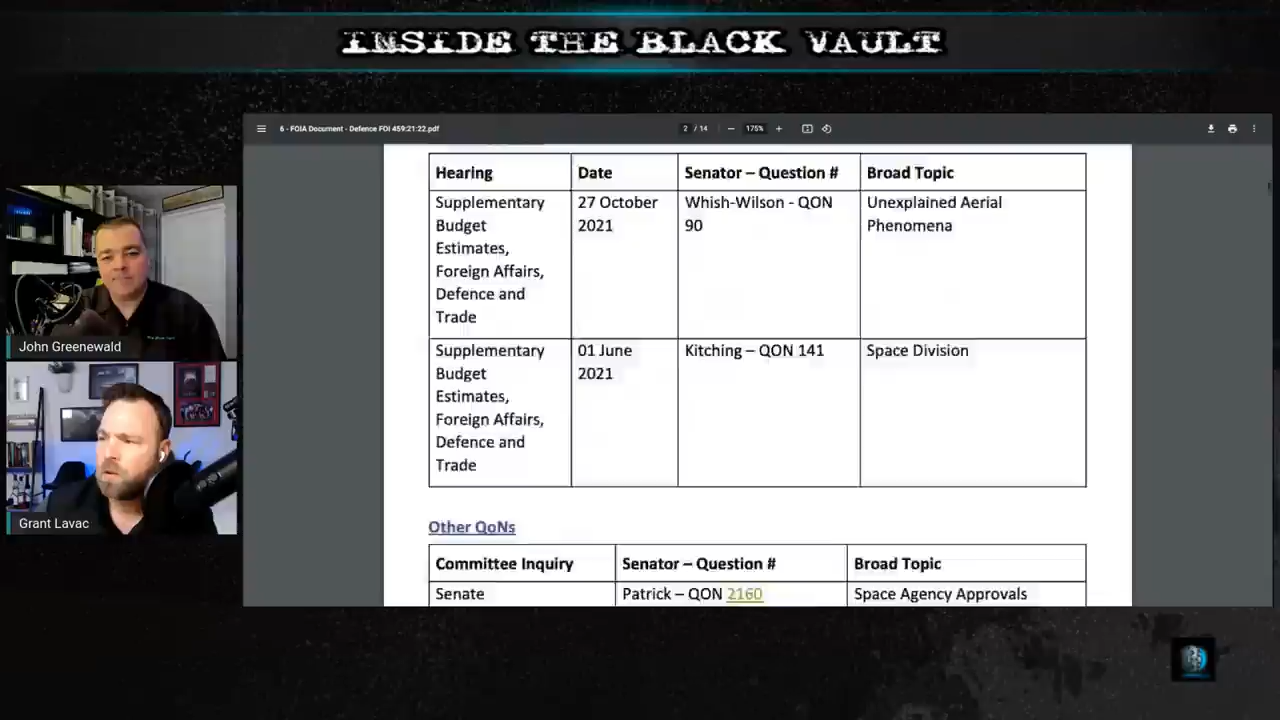 INSIDE THE BLACK VAULT
6 - FOIA Document - Defence FOI 459:21:22.pdf
2 / 14
175%
Hearing Date Senator – Question # Broad Topic
Supplementary 27 October Whish-Wilson - QON Unexplained Aerial
Budget 2021 90 Phenomena
Estimates,
Foreign Affairs,
Defence and
Trade
Supplementary 01 June Kitching – QON 141 Space Division
Budget 2021
Estimates,
Foreign Affairs,
Defence and
Trade
Other QoNs
Committee Inquiry Senator – Question # Broad Topic
Senate Patrick – QON 2160 Space Agency Approvals
John Greenewald
Grant Lavac